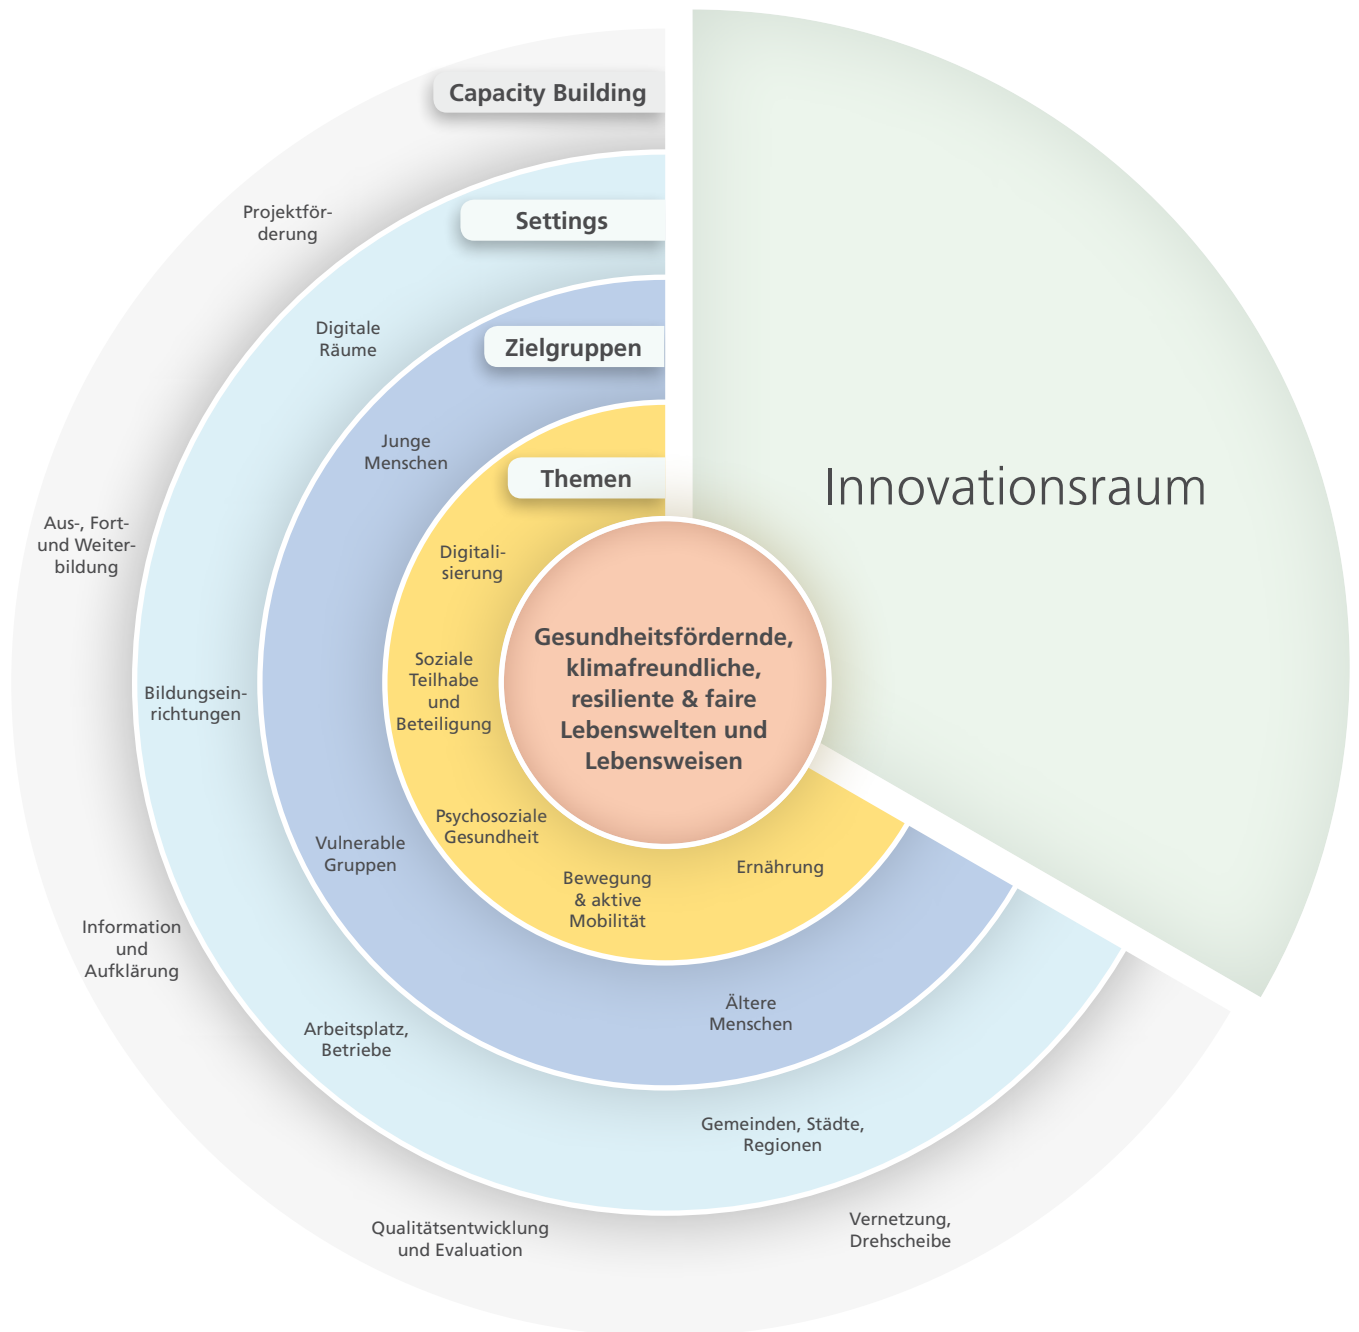 Capacity Building
Projektför-
derung
Aus-, Fort-
und Weiter-
bildung
Information
und
Aufklärung
Qualitätsentwicklung
und Evaluation
Vernetzung,
Drehscheibe
Settings
Digitale
Räume
Bildungsein-
richtungen
Arbeitsplatz,
Betriebe
Gemeinden, Städte,
Regionen
Zielgruppen
Junge
Menschen
Vulnerable
Gruppen
Ältere
Menschen
Themen
Digitali-
sierung
Soziale
Teilhabe
und
Beteiligung
Psychosoziale
Gesundheit
Bewegung
& aktive
Mobilität
Ernährung
Gesundheitsfördernde,
klimafreundliche,
resiliente & faire
Lebenswelten und
Lebensweisen
Innovationsraum